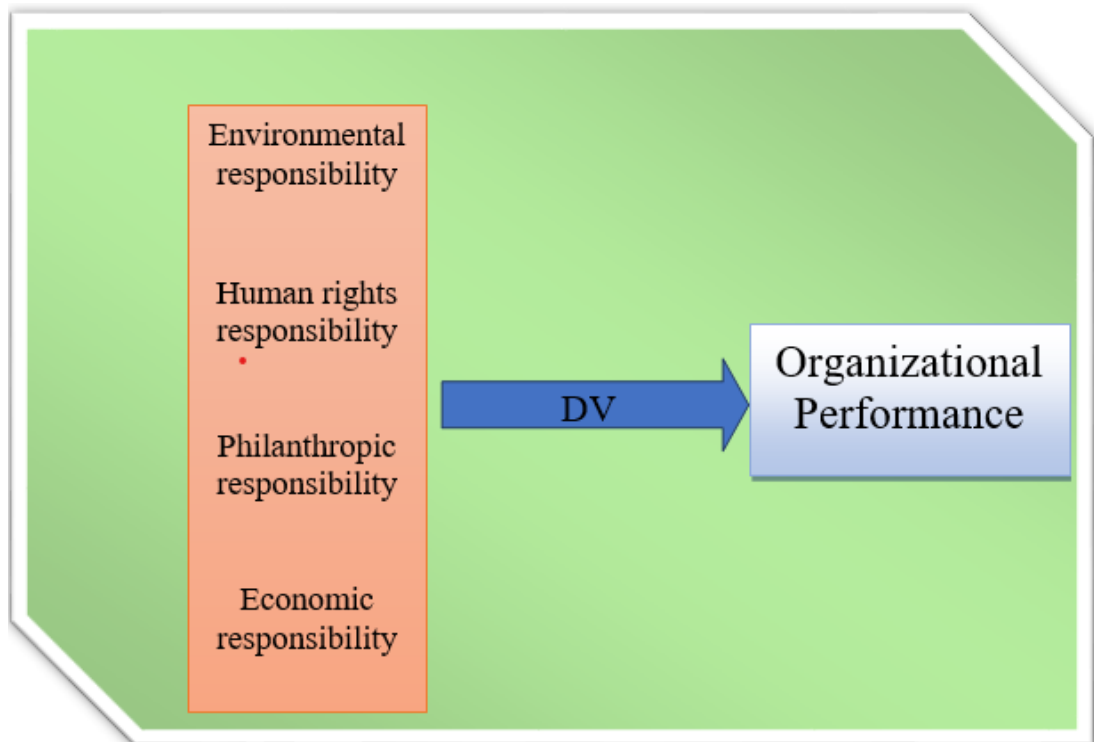 Environmental
responsibility
Human rights
responsibility
Philanthropic
responsibility
Economic
responsibility
DV
Organizational
Performance